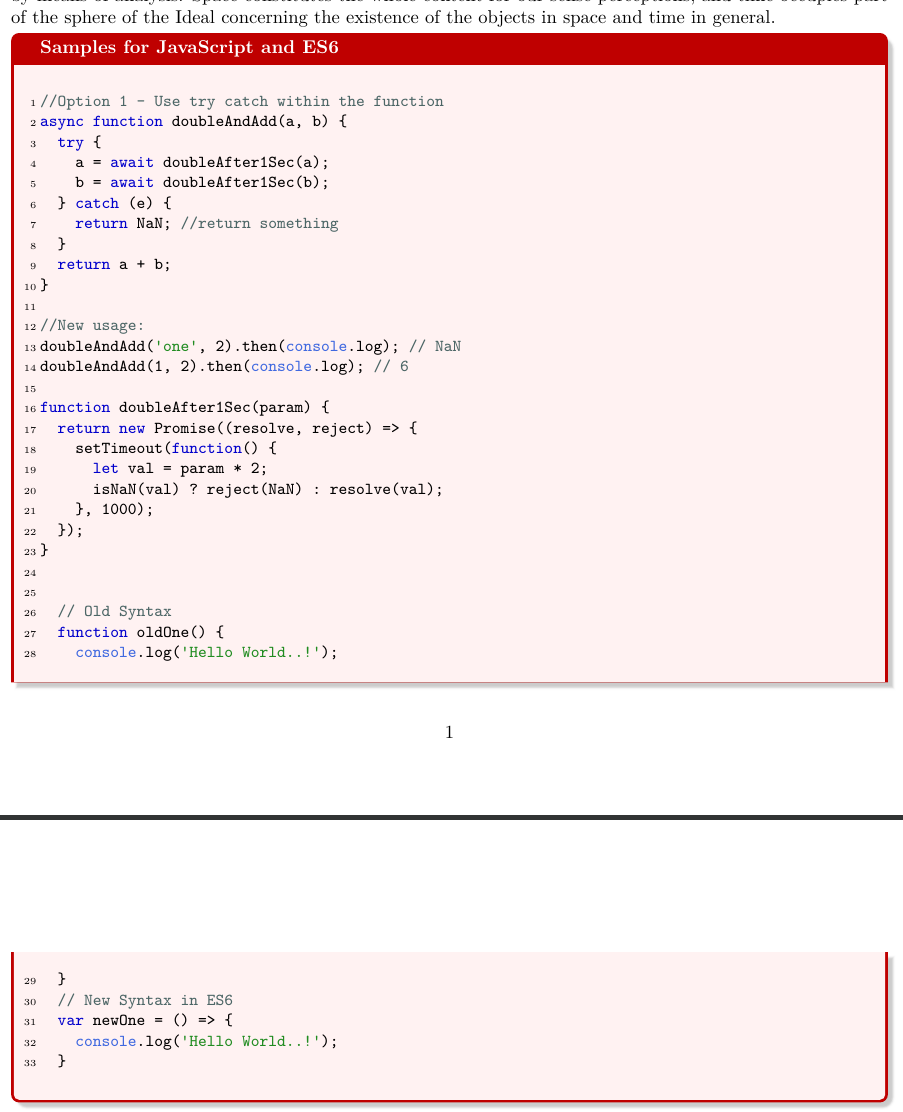 of the sphere of the Ideal concerning the existence of the objects in space and time in general.
Samples for JavaScript and ES6
1 //Option 1 - Use try catch within the function
2 async function doubleAndAdd(a, b) {
3   try {
4     a = await doubleAfter1Sec(a);
5     b = await doubleAfter1Sec(b);
6   } catch (e) {
7     return NaN; //return something
8   }
9   return a + b;
10 }
11
12 //New usage:
13 doubleAndAdd('one', 2).then(console.log); // NaN
14 doubleAndAdd(1, 2).then(console.log); // 6
15
16 function doubleAfter1Sec(param) {
17   return new Promise((resolve, reject) => {
18     setTimeout(function() {
19       let val = param * 2;
20       isNaN(val) ? reject(NaN) : resolve(val);
21     }, 1000);
22   });
23 }
24
25
26   // Old Syntax
27   function oldOne() {
28     console.log('Hello World..!');
1
29   }
30   // New Syntax in ES6
31   var newOne = () => {
32     console.log('Hello World..!');
33   }